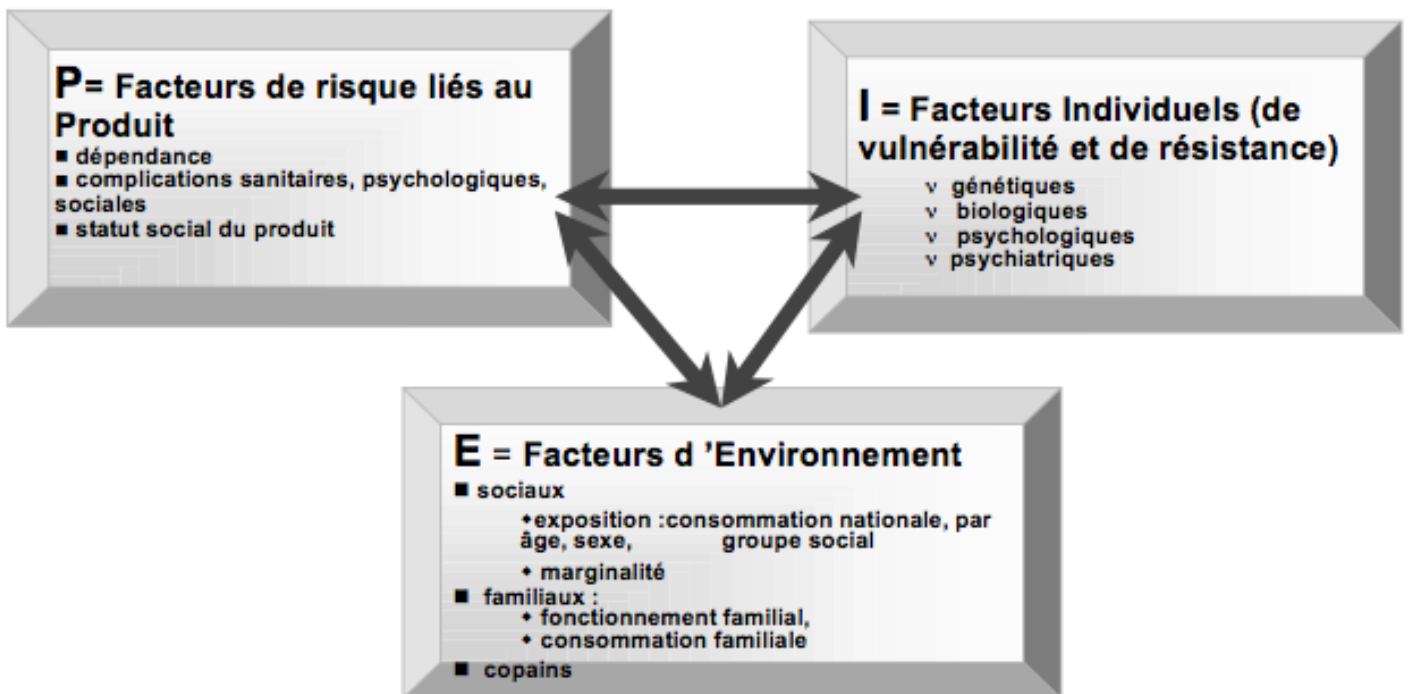 P= Facteurs de risque liés au
Produit
■ dépendance
■ complications sanitaires, psychologiques,
sociales
■ statut social du produit
I = Facteurs Individuels (de
vulnérabilité et de résistance)
ν génétiques
ν biologiques
ν psychologiques
ν psychiatriques
E = Facteurs d ’Environnement
■ sociaux
◆exposition :consommation nationale, par
âge, sexe, groupe social
◆ marginalité
■ familiaux :
◆ fonctionnement familial,
◆ consommation familiale
■ copains